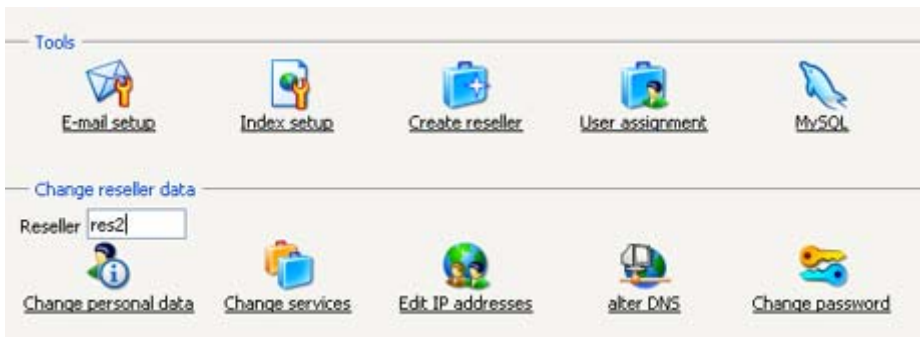 Tools
E-mail setup Index setup Create reseller User assignment MySQL
Change reseller data
Reseller res2
Change personal data Change services Edit IP addresses alter DNS Change password